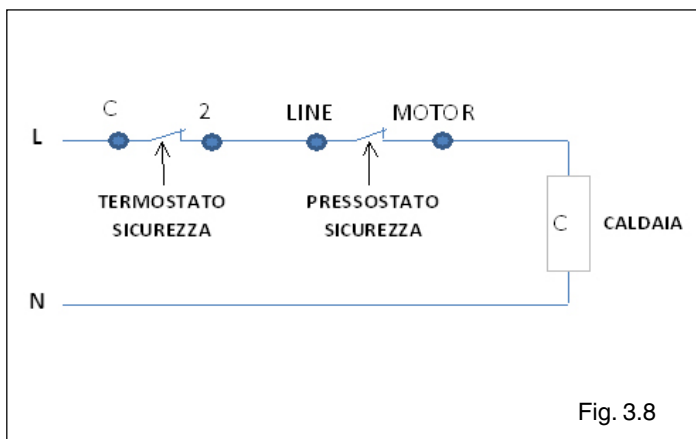 C 2 LINE MOTOR
L
TERMOSTATO PRESSOSTATO
SICUREZZA SICUREZZA
C CALDAIA
N
Fig. 3.8